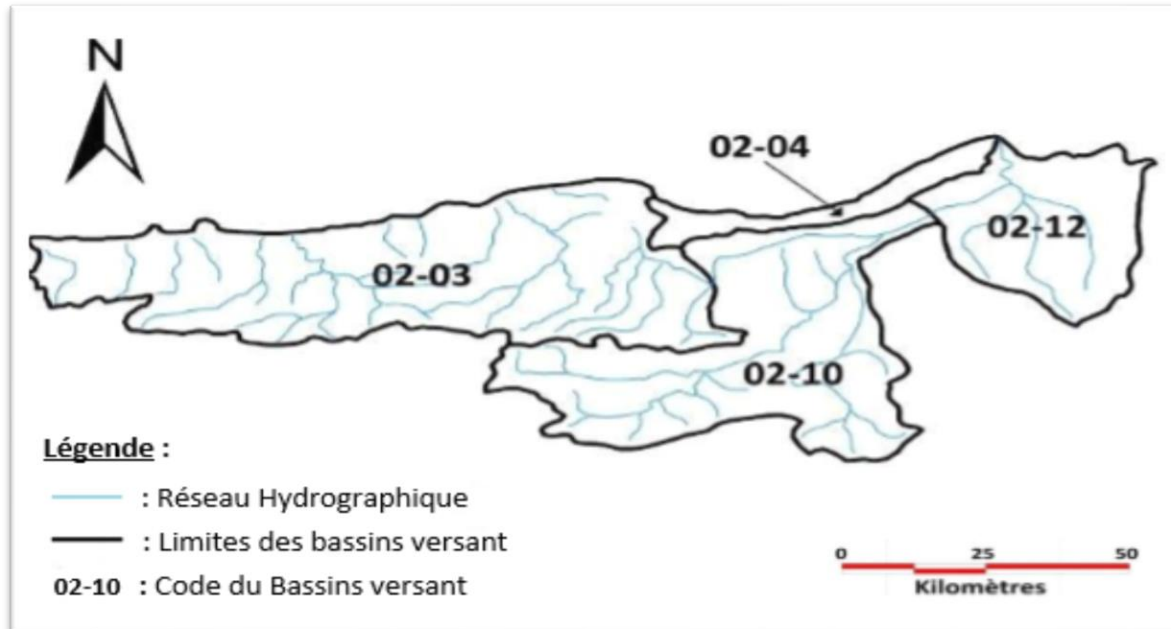 N
02-04
02-12
02-03
02-10
Légende :
: Réseau Hydrographique
: Limites des bassins versant
02-10 : Code du Bassins versant
0 25 50
Kilomètres